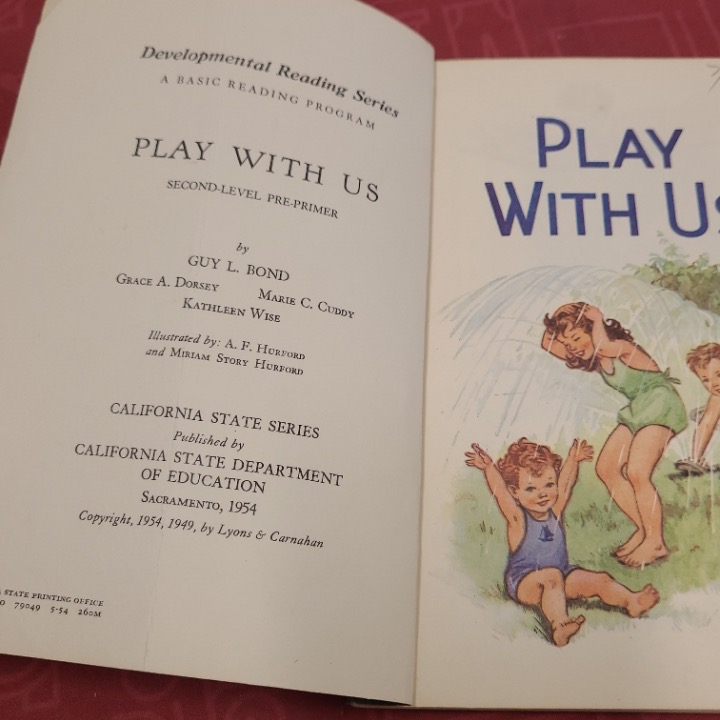 Developmental Reading Series
A BASIC READING PROGRAM
PLAY WITH US
SECOND-LEVEL PRE-PRIMER
by
GUY L. BOND
GRACE A. DORSEY MARIE C. CUDDY
KATHLEEN WISE
Illustrated by: A. F. HURFORD
and MIRIAM STORY HURFORD
CALIFORNIA STATE SERIES
Published by
CALIFORNIA STATE DEPARTMENT
OF EDUCATION
SACRAMENTO, 1954
Copyright, 1954, 1949, by Lyons & Carnahan
STATE PRINTING OFFICE
79049 5-54 260M
PLAY
WITH US